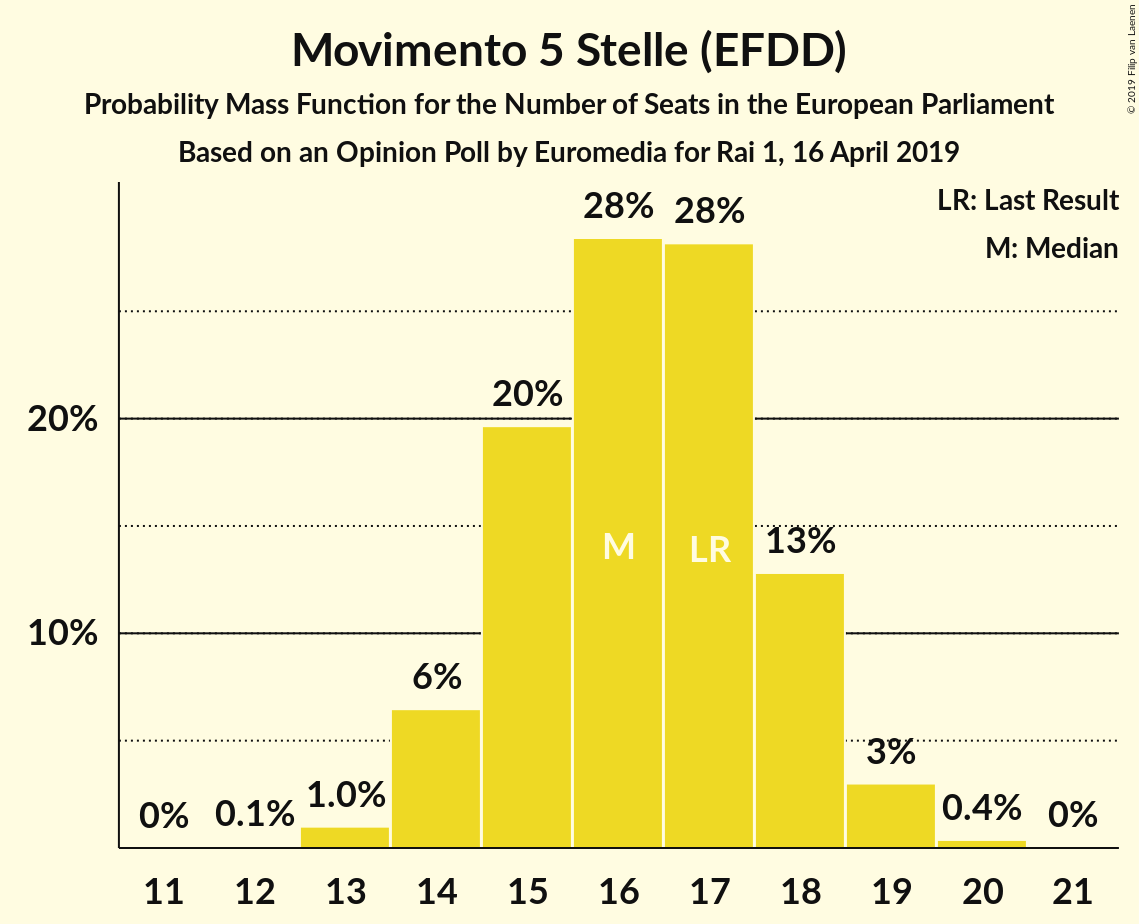 Movimento 5 Stelle (EFDD)
Probability Mass Function for the Number of Seats in the European Parliament
Based on an Opinion Poll by Euromedia for Rai 1, 16 April 2019
© 2019 Filip van Laenen
LR: Last Result
M: Median
28%
28%
20%
20%
M
LR
13%
10%
6%
3%
1.0%
0%
0.1%
0.4%
0%
11 12 13 14 15 16 17 18 19 20 21